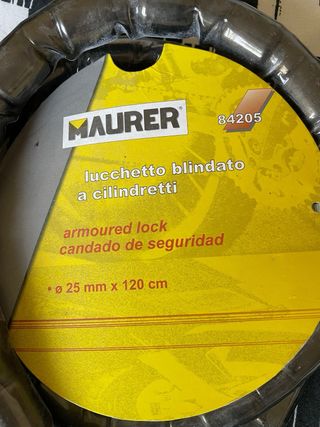 MAURER
84205
lucchetto blindato
a cilindretti
armoured lock
candado de seguridad
• ø 25 mm x 120 cm